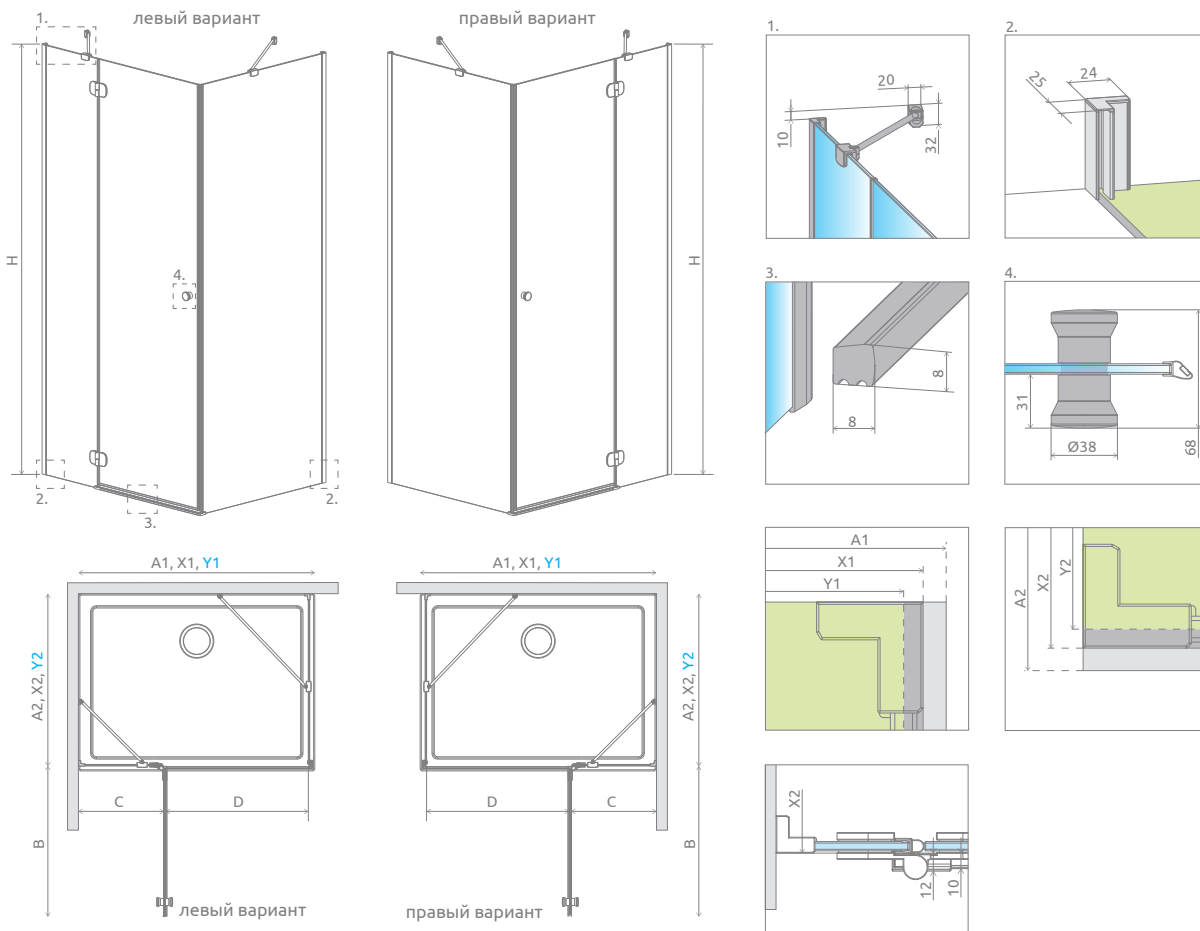 левый вариант
правый вариант
1.
H
4.
2.
3.
2.
H
1.
20
10
32
2.
25
24
3.
8
8
4.
31
Ø38
68
A1, X1, Y1
A2, X2, Y2
C
D
B
левый вариант
A1, X1, Y1
A2, X2, Y2
D
C
B
правый вариант
A1
X1
Y1
A2
X2
Y2
X2
12
10